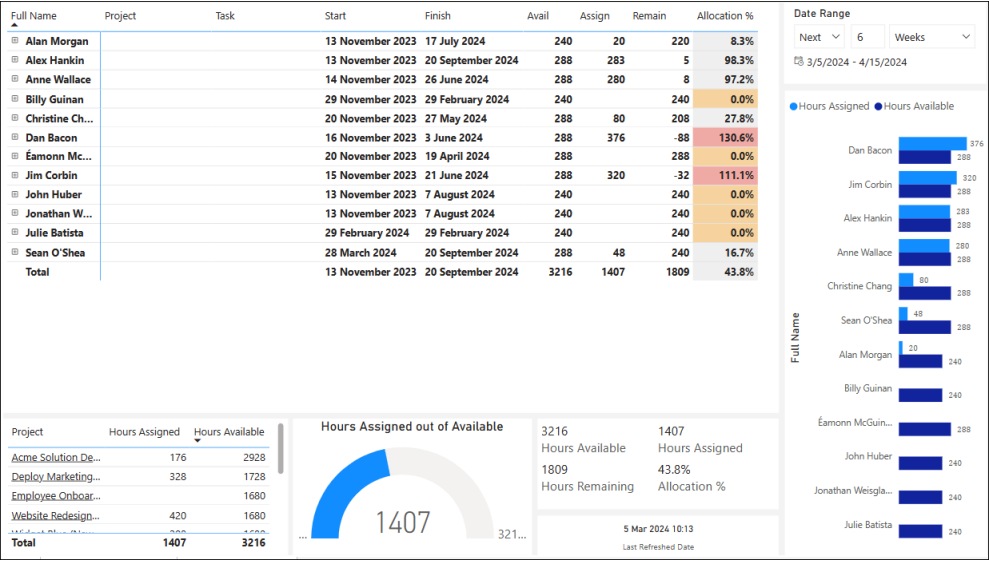 Full Name Project Task Start Finish Avail Assign Remain Allocation %
Alan Morgan 13 November 2023 17 July 2024 240 20 220 8.3%
Alex Hankin 13 November 2023 20 September 2024 288 283 5 98.3%
Anne Wallace 14 November 2023 26 June 2024 288 280 8 97.2%
Billy Guinan 29 November 2023 29 February 2024 240 240 0.0%
Christine Ch... 20 November 2023 27 May 2024 288 80 208 27.8%
Dan Bacon 16 November 2023 3 June 2024 288 376 -88 130.6%
Éamonn Mc... 20 November 2023 19 April 2024 288 288 0.0%
Jim Corbin 15 November 2023 21 June 2024 288 320 -32 111.1%
John Huber 13 November 2023 7 August 2024 240 240 0.0%
Jonathan W... 13 November 2023 7 August 2024 240 240 0.0%
Julie Batista 29 February 2024 29 February 2024 240 240 0.0%
Sean O'Shea 28 March 2024 20 September 2024 288 48 240 16.7%
Total 13 November 2023 20 September 2024 3216 1407 1809 43.8%
Date Range
Next 6 Weeks
3/5/2024 - 4/15/2024
Hours Assigned Hours Available
Full Name
Dan Bacon 376
288
Jim Corbin 320
288
Alex Hankin 283
288
Anne Wallace 280
288
Christine Chang 80
288
Sean O'Shea 48
288
Alan Morgan 20
240
Billy Guinan 240
Éamonn McGuin... 288
John Huber 240
Jonathan Weisgla... 240
Julie Batista 240
Project Hours Assigned Hours Available
Acme Solution De... 176 2928
Deploy Marketing... 328 1728
Employee Onboar... 1680
Website Redesign... 420 1680
Total 1407 3216
Hours Assigned out of Available
1407
... 321...
3216 1407
Hours Available Hours Assigned
1809 43.8%
Hours Remaining Allocation %
5 Mar 2024 10:13
Last Refreshed Date